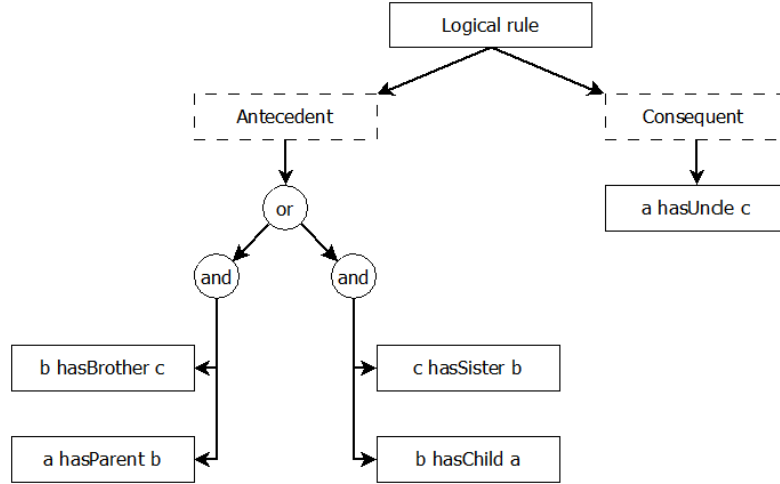 Logical rule
Antecedent
Consequent
or
a hasUncle c
and
and
b hasBrother c
c hasSister b
a hasParent b
b hasChild a